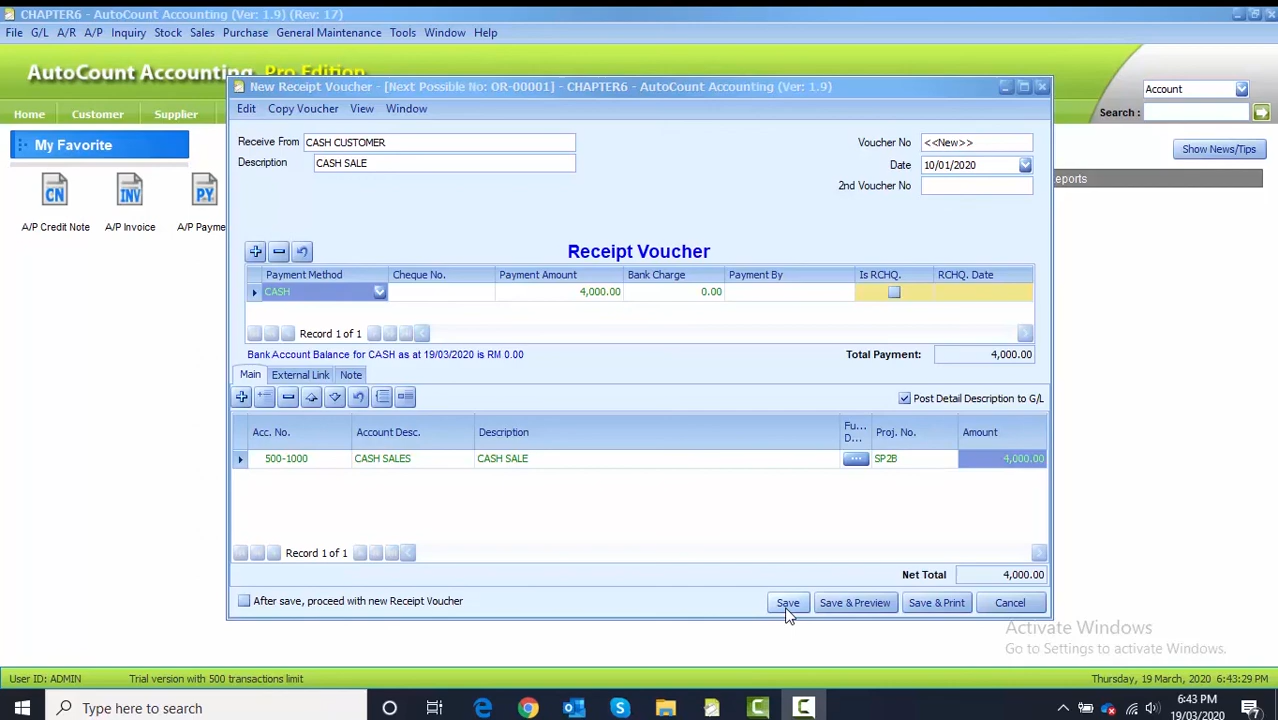 CHAPTER6 - AutoCount Accounting (Ver: 1.9) (Rev: 17)
File G/L A/R A/P Inquiry Stock Sales Purchase General Maintenance Tools Window Help
AutoCount Accounting Pro Edition
Account
Home Customer Supplier
Search :
My Favorite
Show News/Tips
eports
CN INV PY
A/P Credit Note A/P Invoice A/P Payme
New Receipt Voucher - [Next Possible No: OR-00001] - CHAPTER6 - AutoCount Accounting (Ver: 1.9)
Edit Copy Voucher View Window
Receive From CASH CUSTOMER Voucher No <<New>>
Description CASH SALE Date 10/01/2020
2nd Voucher No
Receipt Voucher
Payment Method Cheque No. Payment Amount Bank Charge Payment By Is RCHQ. RCHQ. Date
CASH 4,000.00 0.00
Record 1 of 1
Bank Account Balance for CASH as at 19/03/2020 is RM 0.00 Total Payment: 4,000.00
Main External Link Note
Post Detail Description to G/L
Acc. No. Account Desc. Description Fu... D... Proj. No. Amount
500-1000 CASH SALES CASH SALE ... SP2B 4,000.00
Record 1 of 1
Net Total 4,000.00
After save, proceed with new Receipt Voucher Save Save & Preview Save & Print Cancel
Activate Windows
Go to Settings to activate Windows.
User ID: ADMIN Trial version with 500 transactions limit Thursday, 19 March, 2020 6:43:29 PM
Type here to search 6:43 PM
19/03/2020